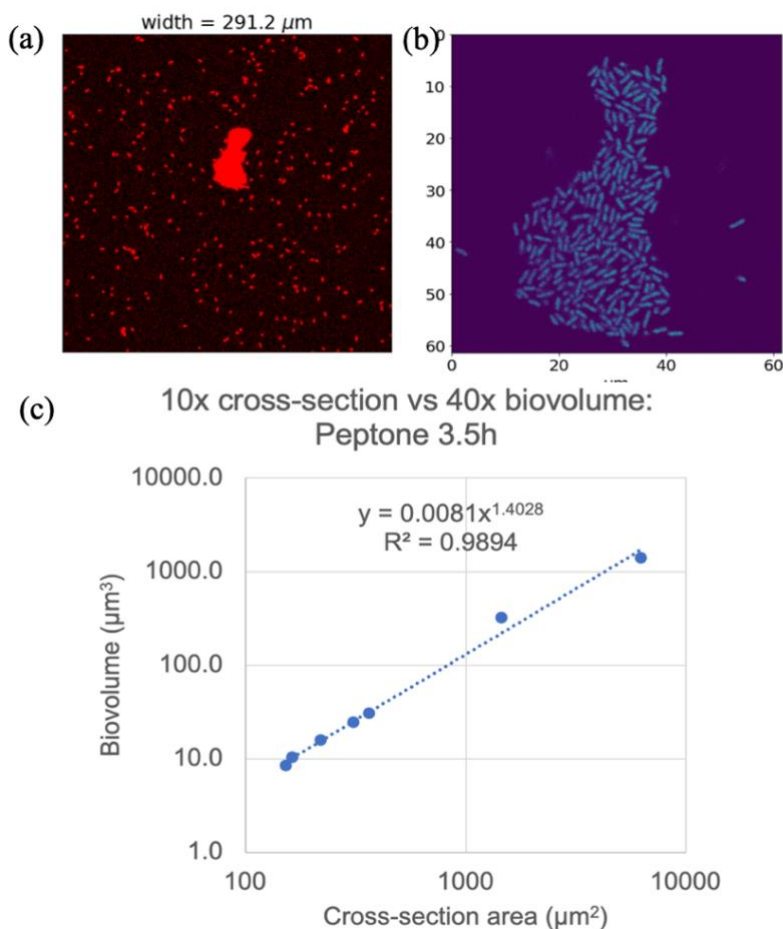 (a)
width = 291.2 μm
(b)
0
10
20
30
40
50
60
0
20
40
60
(c)
10x cross-section vs 40x biovolume:
Peptone 3.5h
10000.0
1000.0
100.0
10.0
1.0
y = 0.0081x^1.4028
R² = 0.9894
Biovolume (μm³)
100
1000
10000
Cross-section area (μm²)